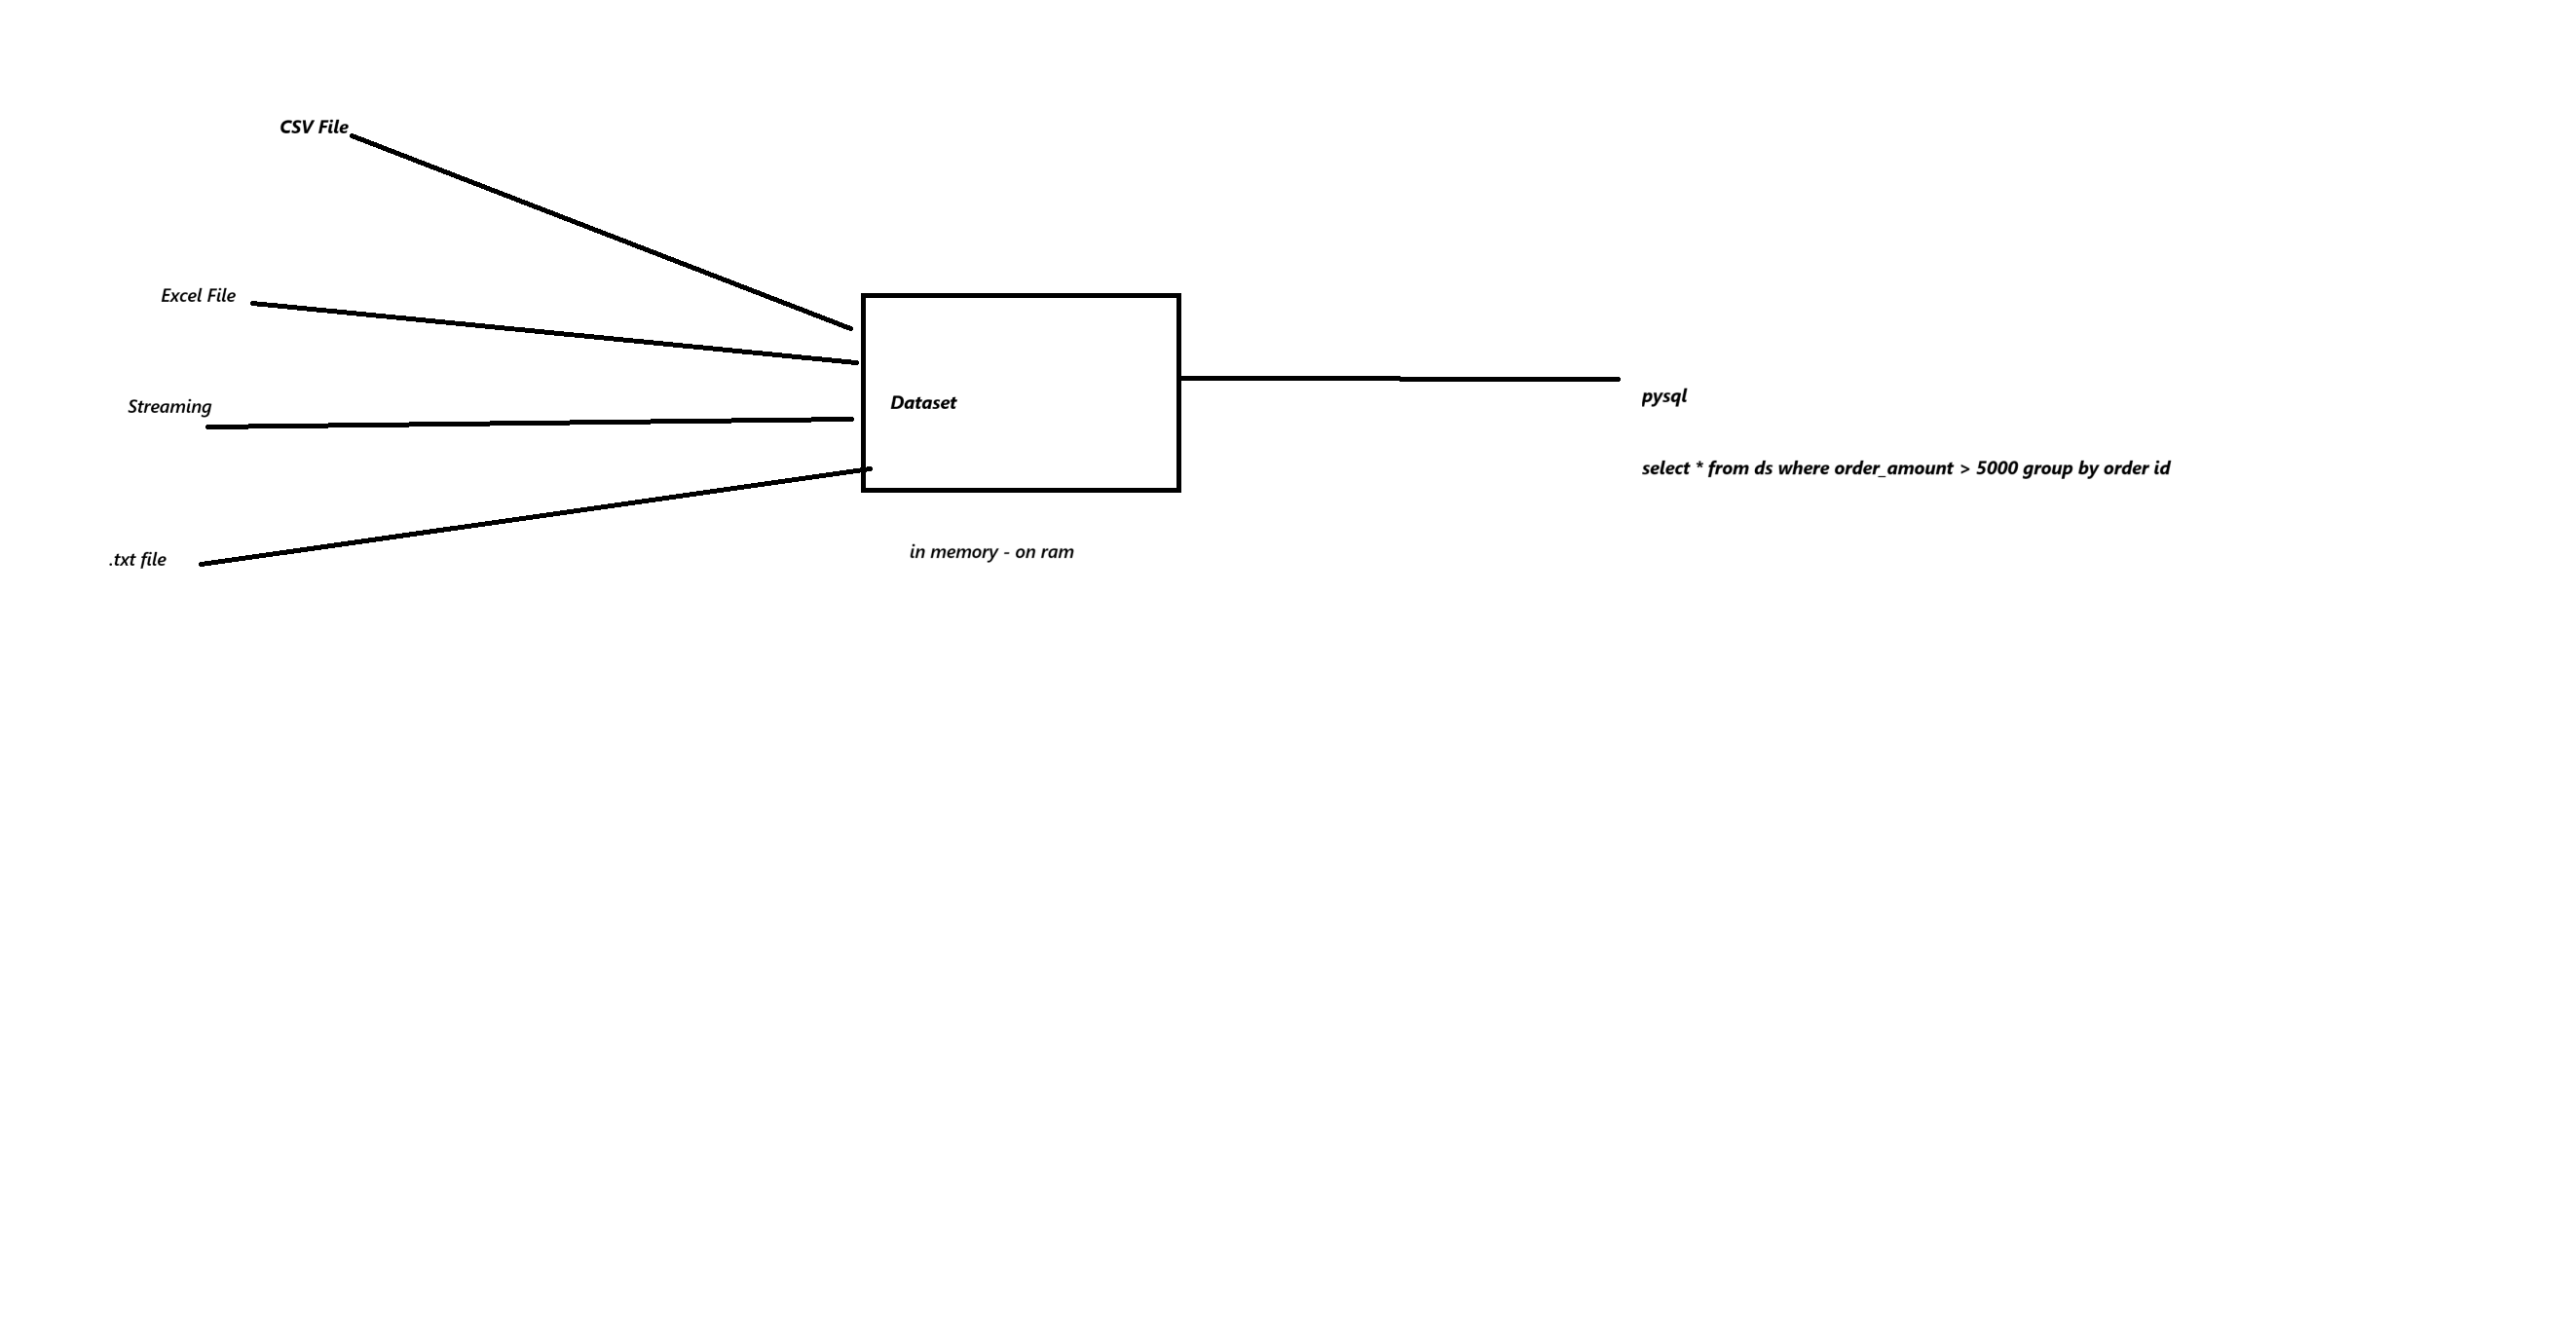 CSV File
Excel File
Streaming
.txt file
Dataset
in memory - on ram
pysql
select * from ds where order_amount > 5000 group by order id